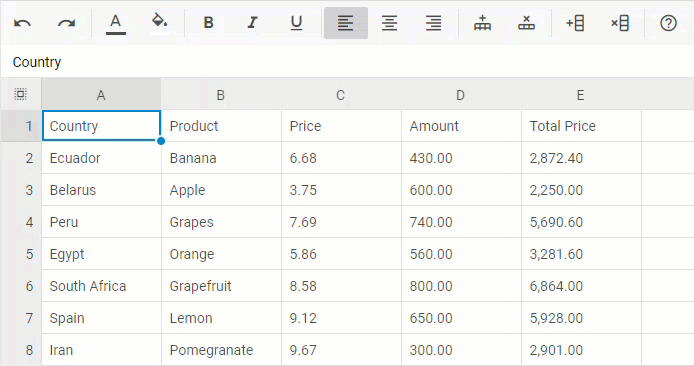 A B I U ?
Country
A B C D E
1 Country Product Price Amount Total Price
2 Ecuador Banana 6.68 430.00 2,872.40
3 Belarus Apple 3.75 600.00 2,250.00
4 Peru Grapes 7.69 740.00 5,690.60
5 Egypt Orange 5.86 560.00 3,281.60
6 South Africa Grapefruit 8.58 800.00 6,864.00
7 Spain Lemon 9.12 650.00 5,928.00
8 Iran Pomegranate 9.67 300.00 2,901.00